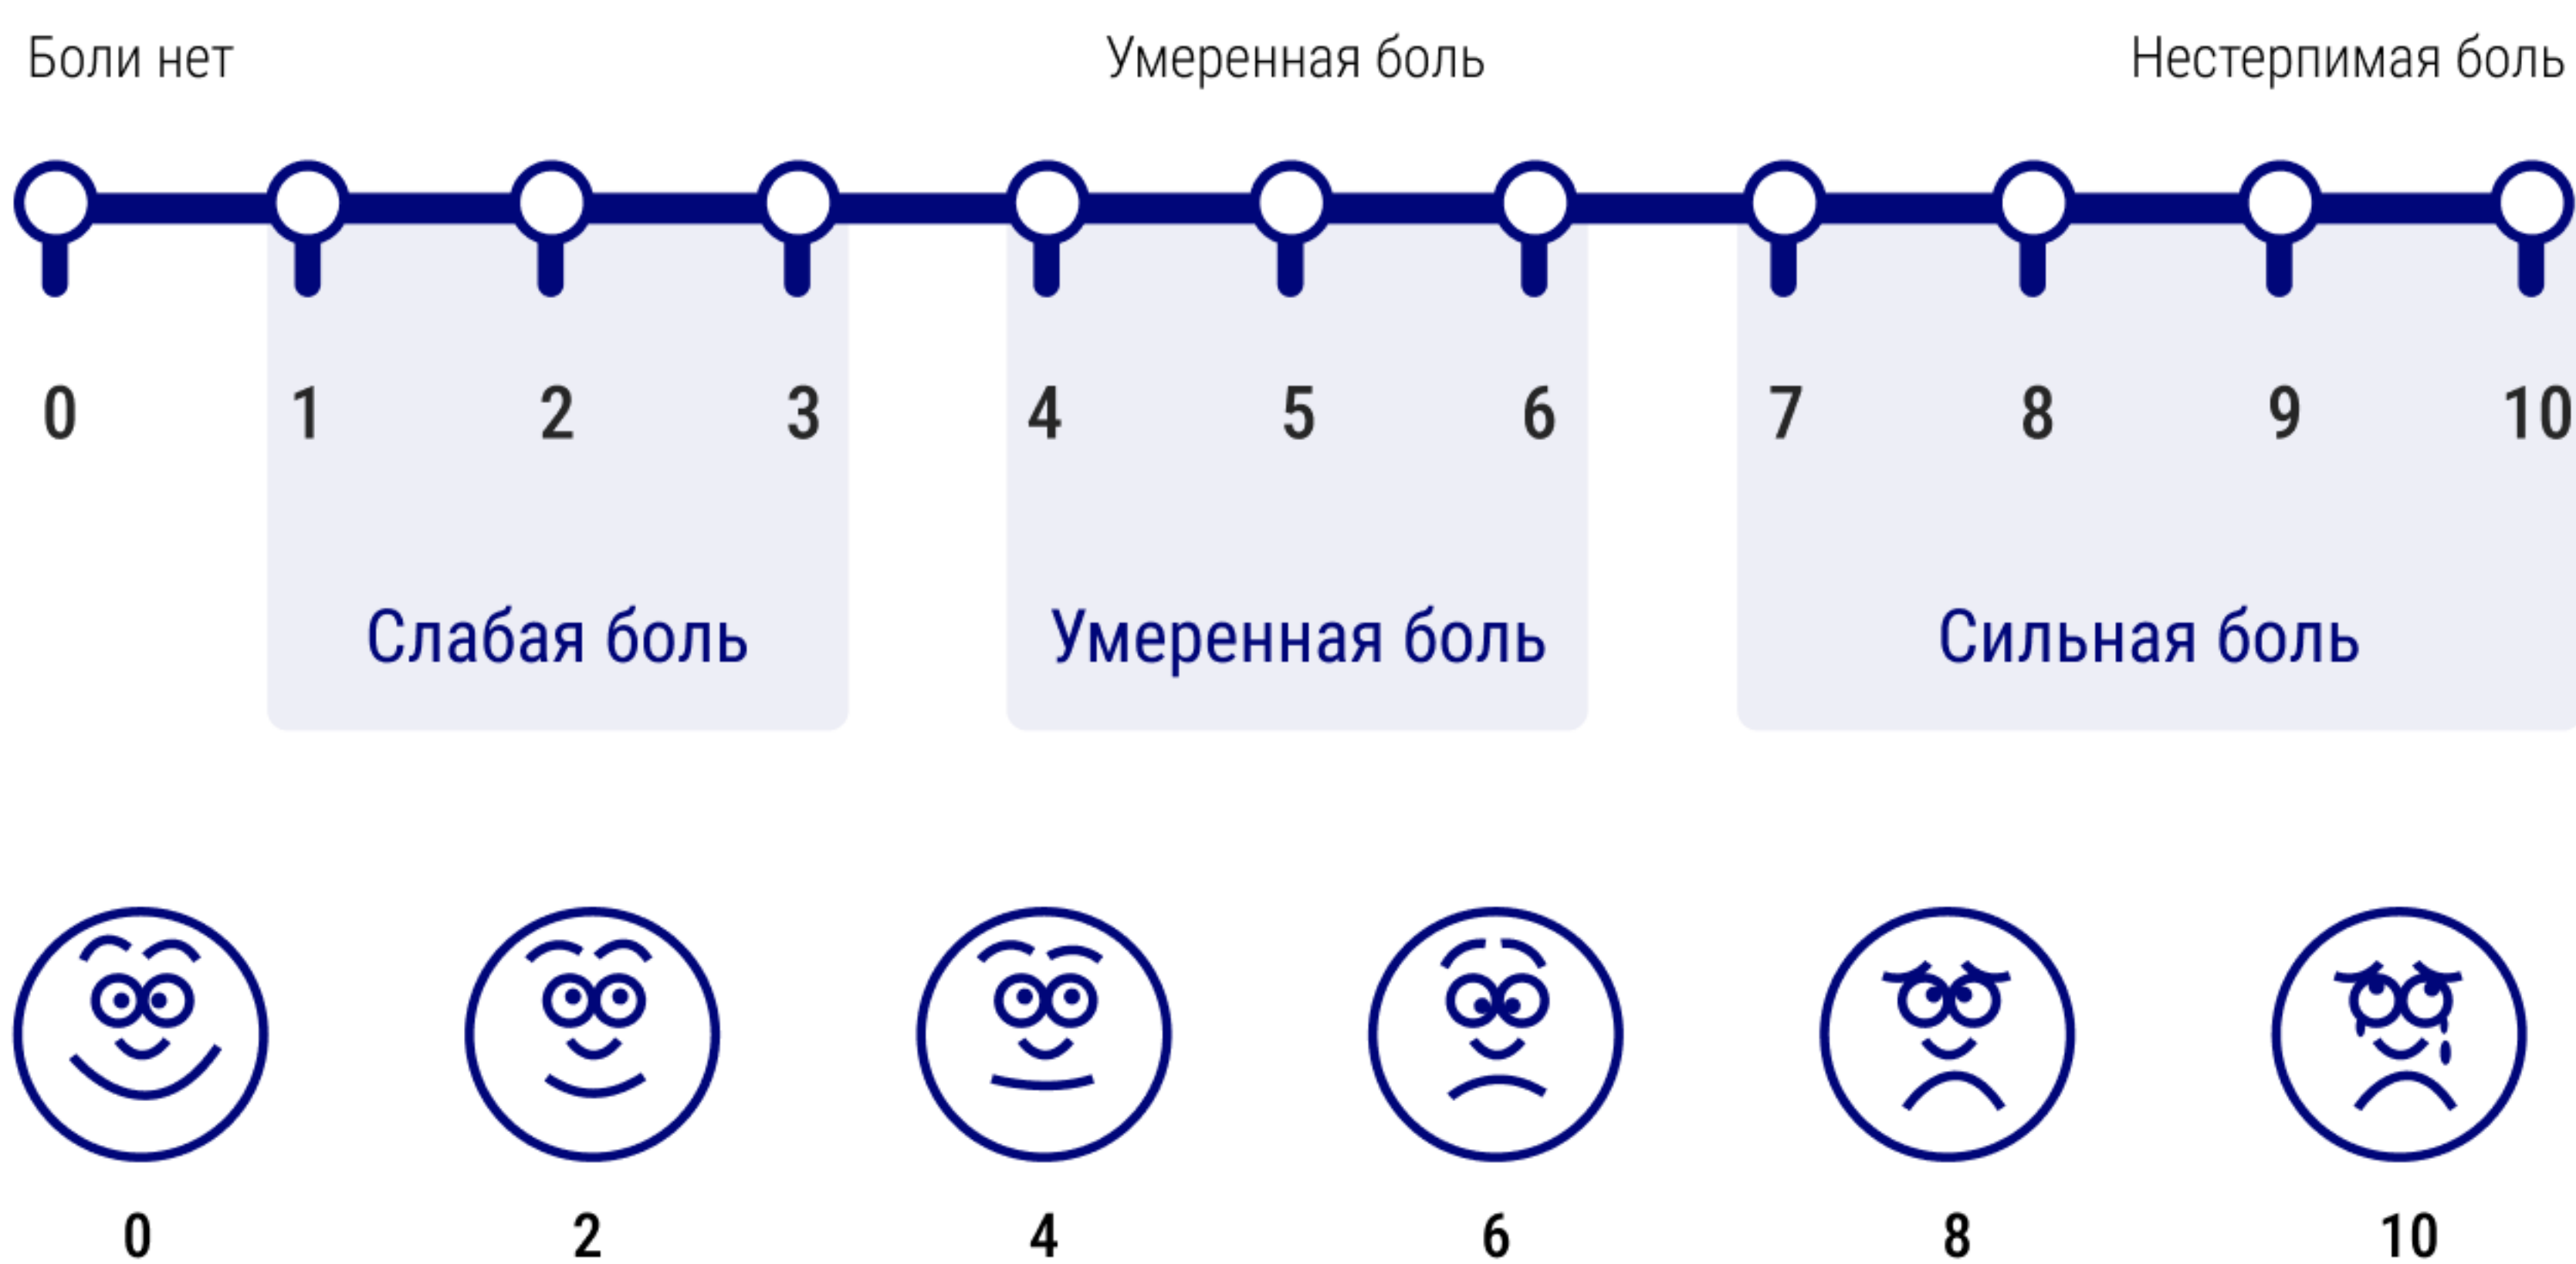 Боли нет Умеренная боль Нестерпимая боль
0 1 2 3 4 5 6 7 8 9 10
Слабая боль Умеренная боль Сильная боль
0 2 4 6 8 10